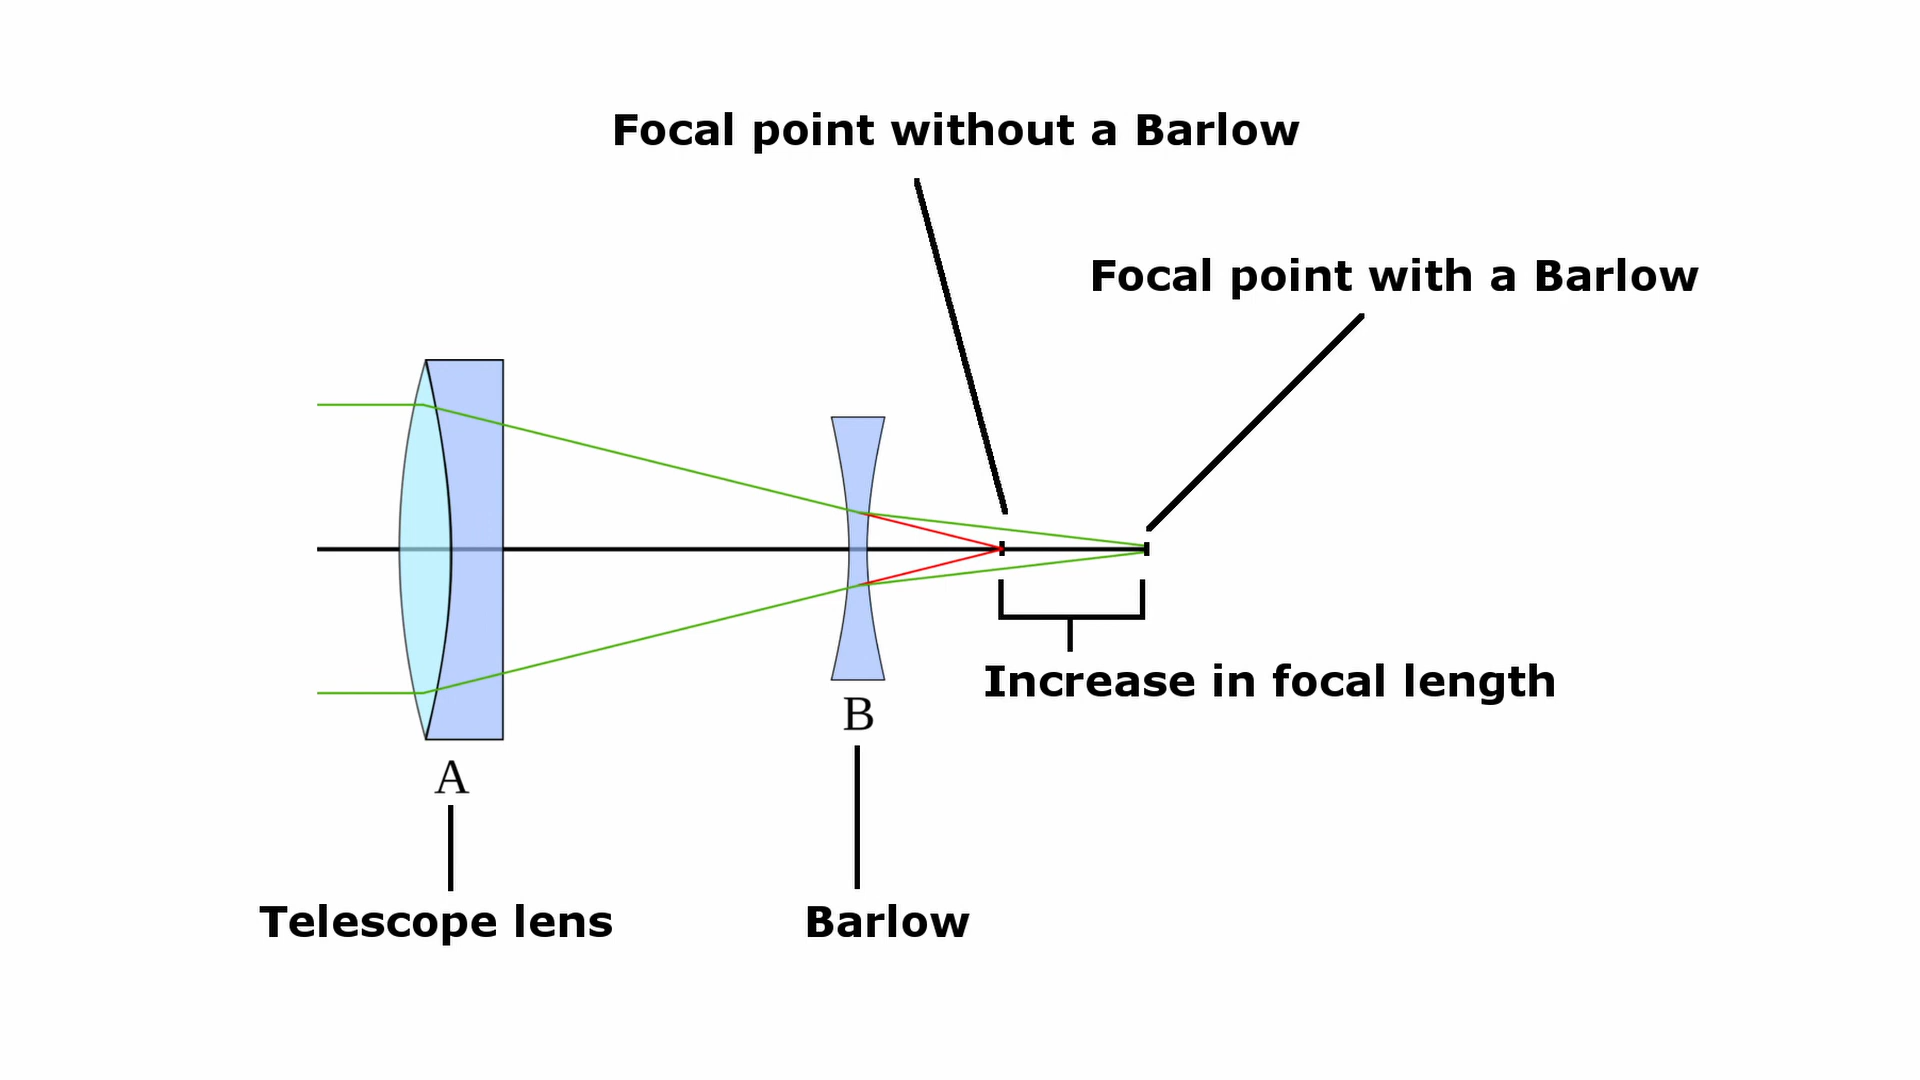 Focal point without a Barlow
Focal point with a Barlow
Increase in focal length
B
A
Telescope lens
Barlow